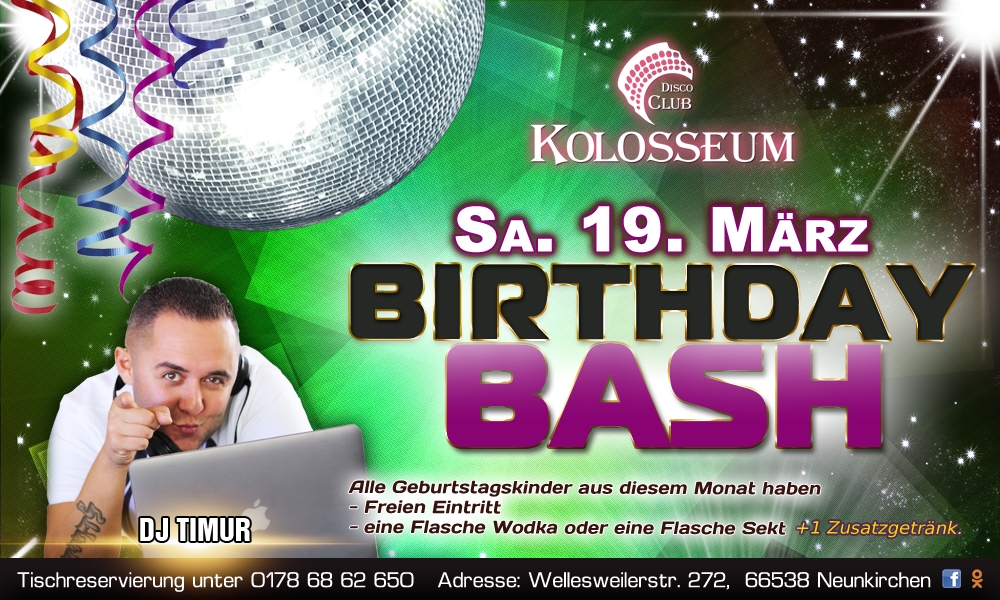 Disco
Club
Kolosseum
Sa. 19. März
BIRTHDAY
BASH
Alle Geburtstagskinder aus diesem Monat haben
- Freien Eintritt
- eine Flasche Wodka oder eine Flasche Sekt +1 Zusatzgetränk.
DJ TIMUR
Tischreservierung unter 0178 68 62 650 Adresse: Wellesweilerstr. 272, 66538 Neunkirchen f